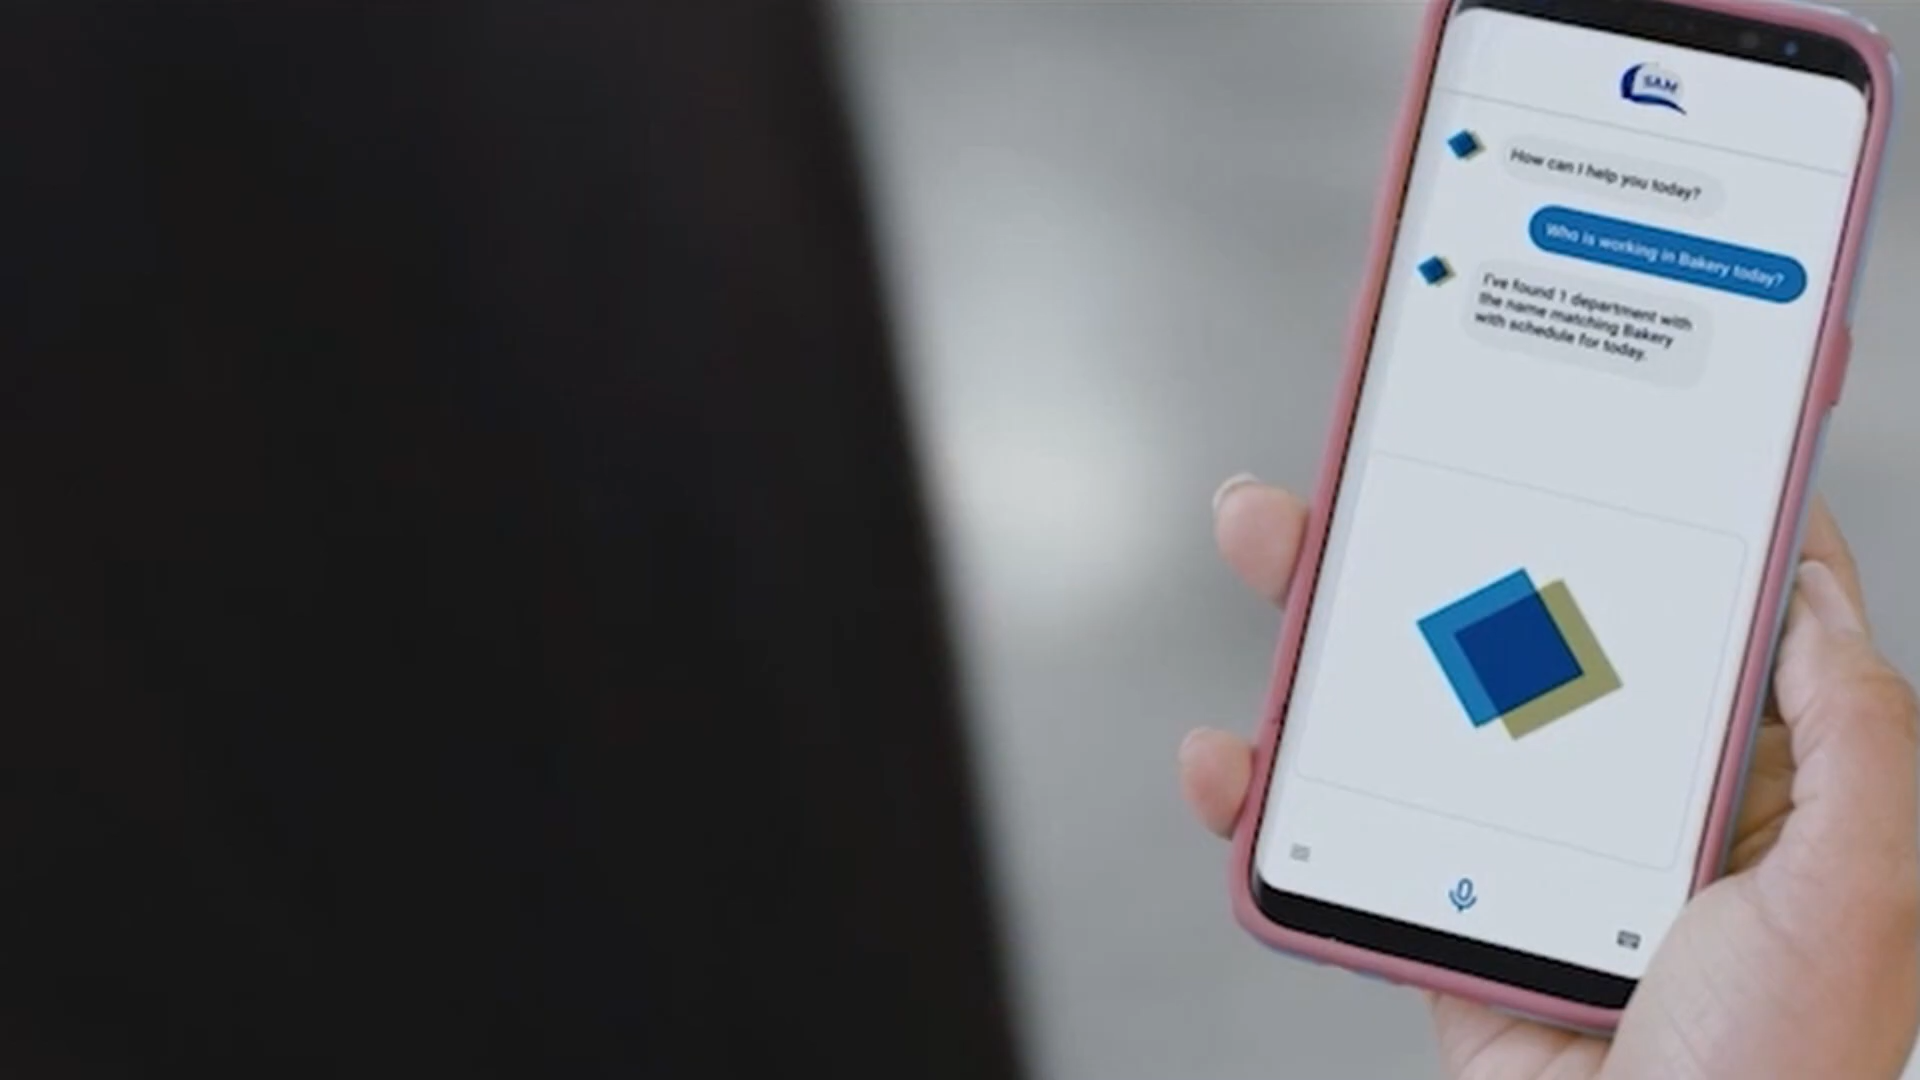 SAM
How can I help you today?
Who is working in Bakery today?
I've found 1 department with
the name matching Bakery
with schedule for today.